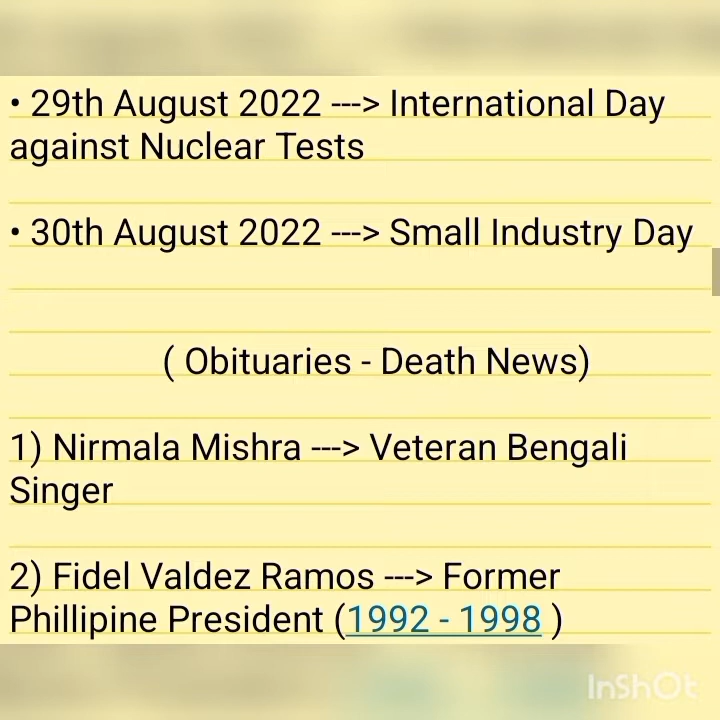 • 29th August 2022 ---> International Day
against Nuclear Tests
• 30th August 2022 ---> Small Industry Day
( Obituaries - Death News)
1) Nirmala Mishra ---> Veteran Bengali
Singer
2) Fidel Valdez Ramos ---> Former
Phillipine President (1992 - 1998 )
InShOt